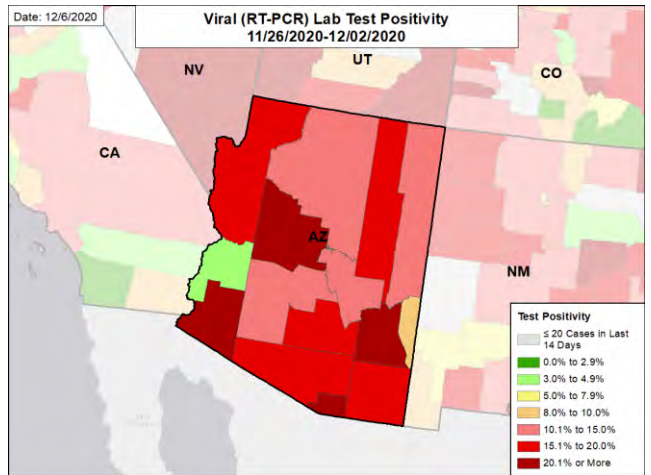 Date: 12/6/2020
Viral (RT-PCR) Lab Test Positivity
11/26/2020-12/02/2020
NV
UT
CO
CA
AZ
NM
Test Positivity
≤ 20 Cases in Last
14 Days
0.0% to 2.9%
3.0% to 4.9%
5.0% to 7.9%
8.0% to 10.0%
10.1% to 15.0%
15.1% to 20.0%
20.1% or More